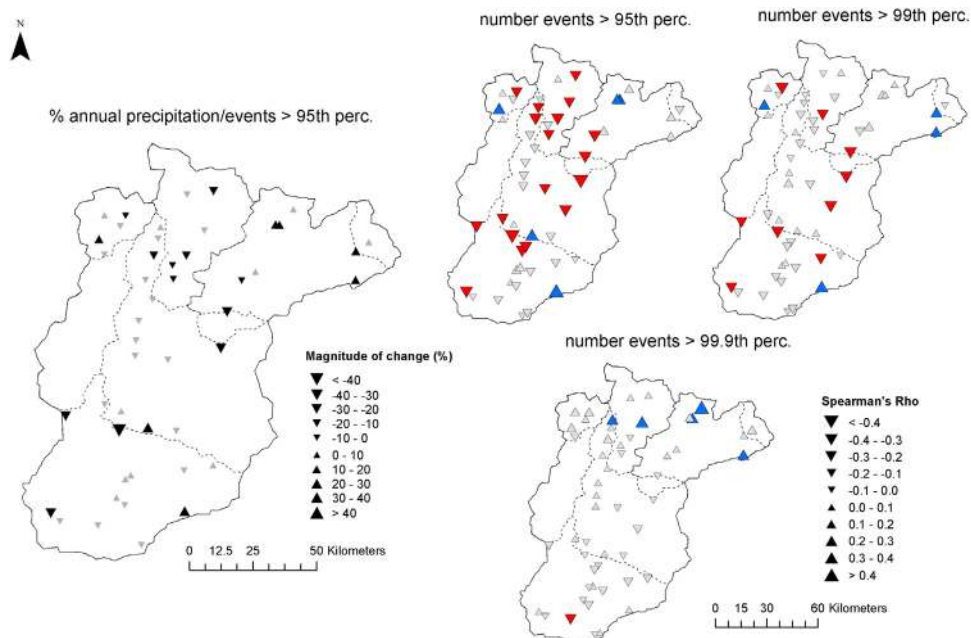 N
number events > 95th perc.
number events > 99th perc.
% annual precipitation/events > 95th perc.
number events > 99.9th perc.
Magnitude of change (%)
< -40
-40 - -30
-30 - -20
-20 - -10
-10 - 0
0 - 10
10 - 20
20 - 30
30 - 40
> 40
0 12.5 25 50 Kilometers
Spearman's Rho
< -0.4
-0.4 - -0.3
-0.3 - -0.2
-0.2 - -0.1
-0.1 - 0.0
0.0 - 0.1
0.1 - 0.2
0.2 - 0.3
0.3 - 0.4
> 0.4
0 15 30 60 Kilometers